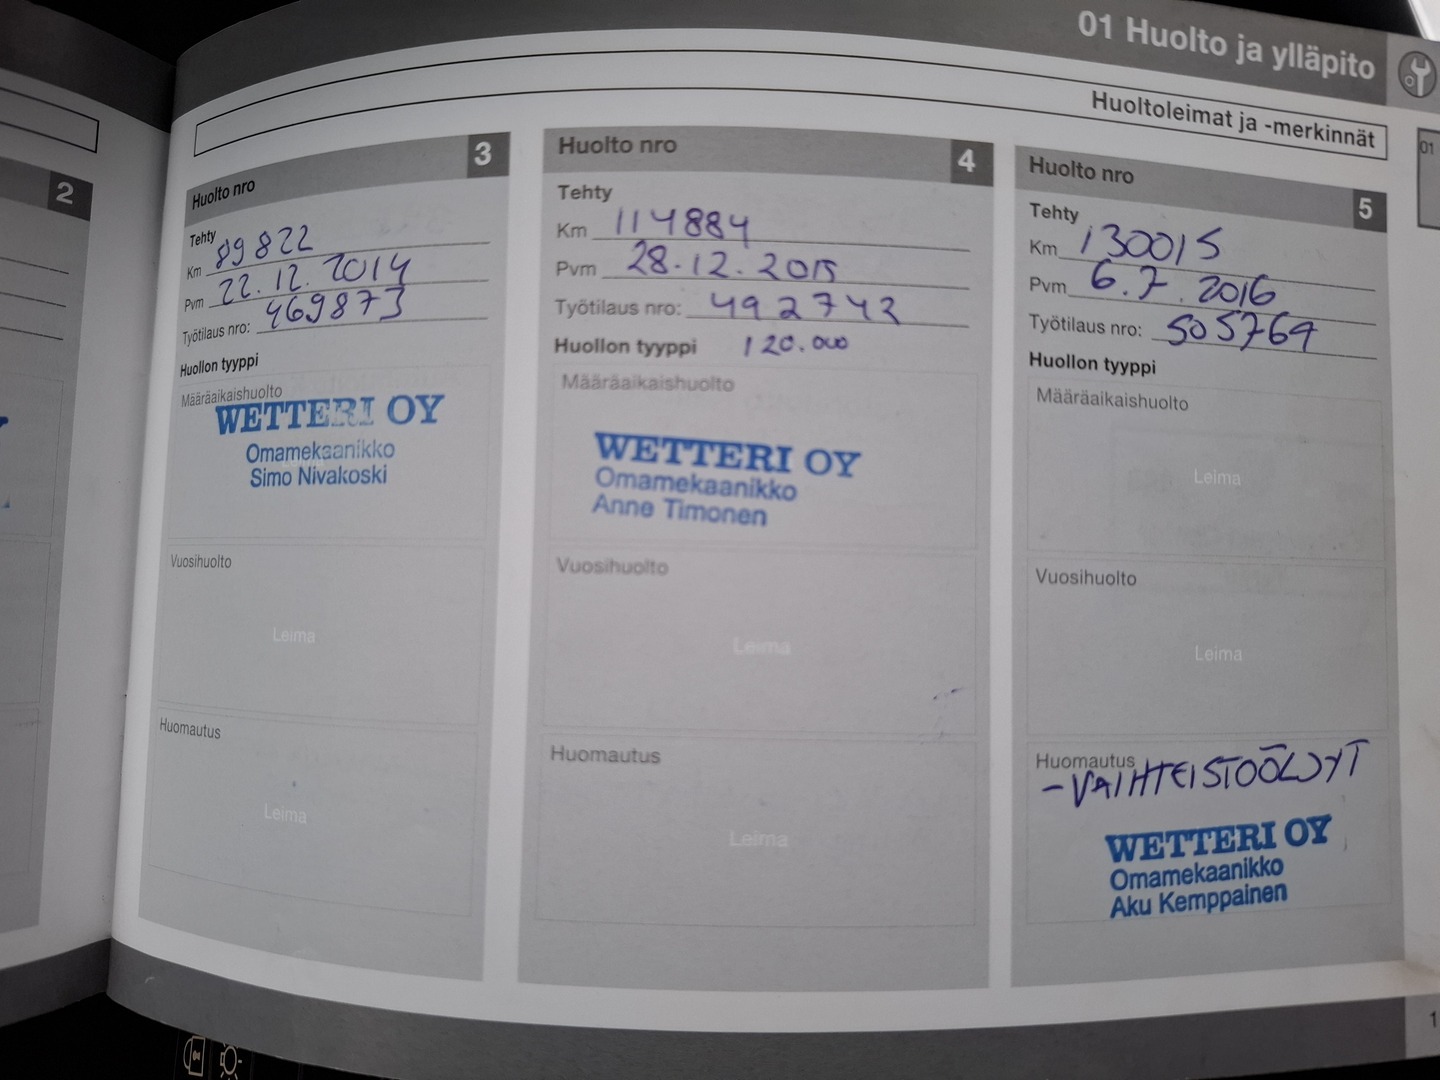 01 Huolto ja ylläpito
Huoltoleimat ja -merkinnät
01
2
Huolto nro 3
Tehty
Km 89822
Pvm 22.12.2014
Työtilaus nro: 469873
Huollon tyyppi
Määräaikaishuolto
WETTERI OY
Omamekaanikko
Simo Nivakoski
Vuosihuolto
Leima
Huomautus
Leima
Huolto nro 4
Tehty
Km 114884
Pvm 28.12.2015
Työtilaus nro: 492742
Huollon tyyppi 120.000
Määräaikaishuolto
WETTERI OY
Omamekaanikko
Anne Timonen
Vuosihuolto
Leima
Huomautus
Leima
Huolto nro 5
Tehty
Km 130015
Pvm 6.7.2016
Työtilaus nro: 505764
Huollon tyyppi
Määräaikaishuolto
Leima
Vuosihuolto
Leima
Huomautus
-VAIHTEISTOÖLJYT
WETTERI OY
Omamekaanikko
Aku Kemppainen